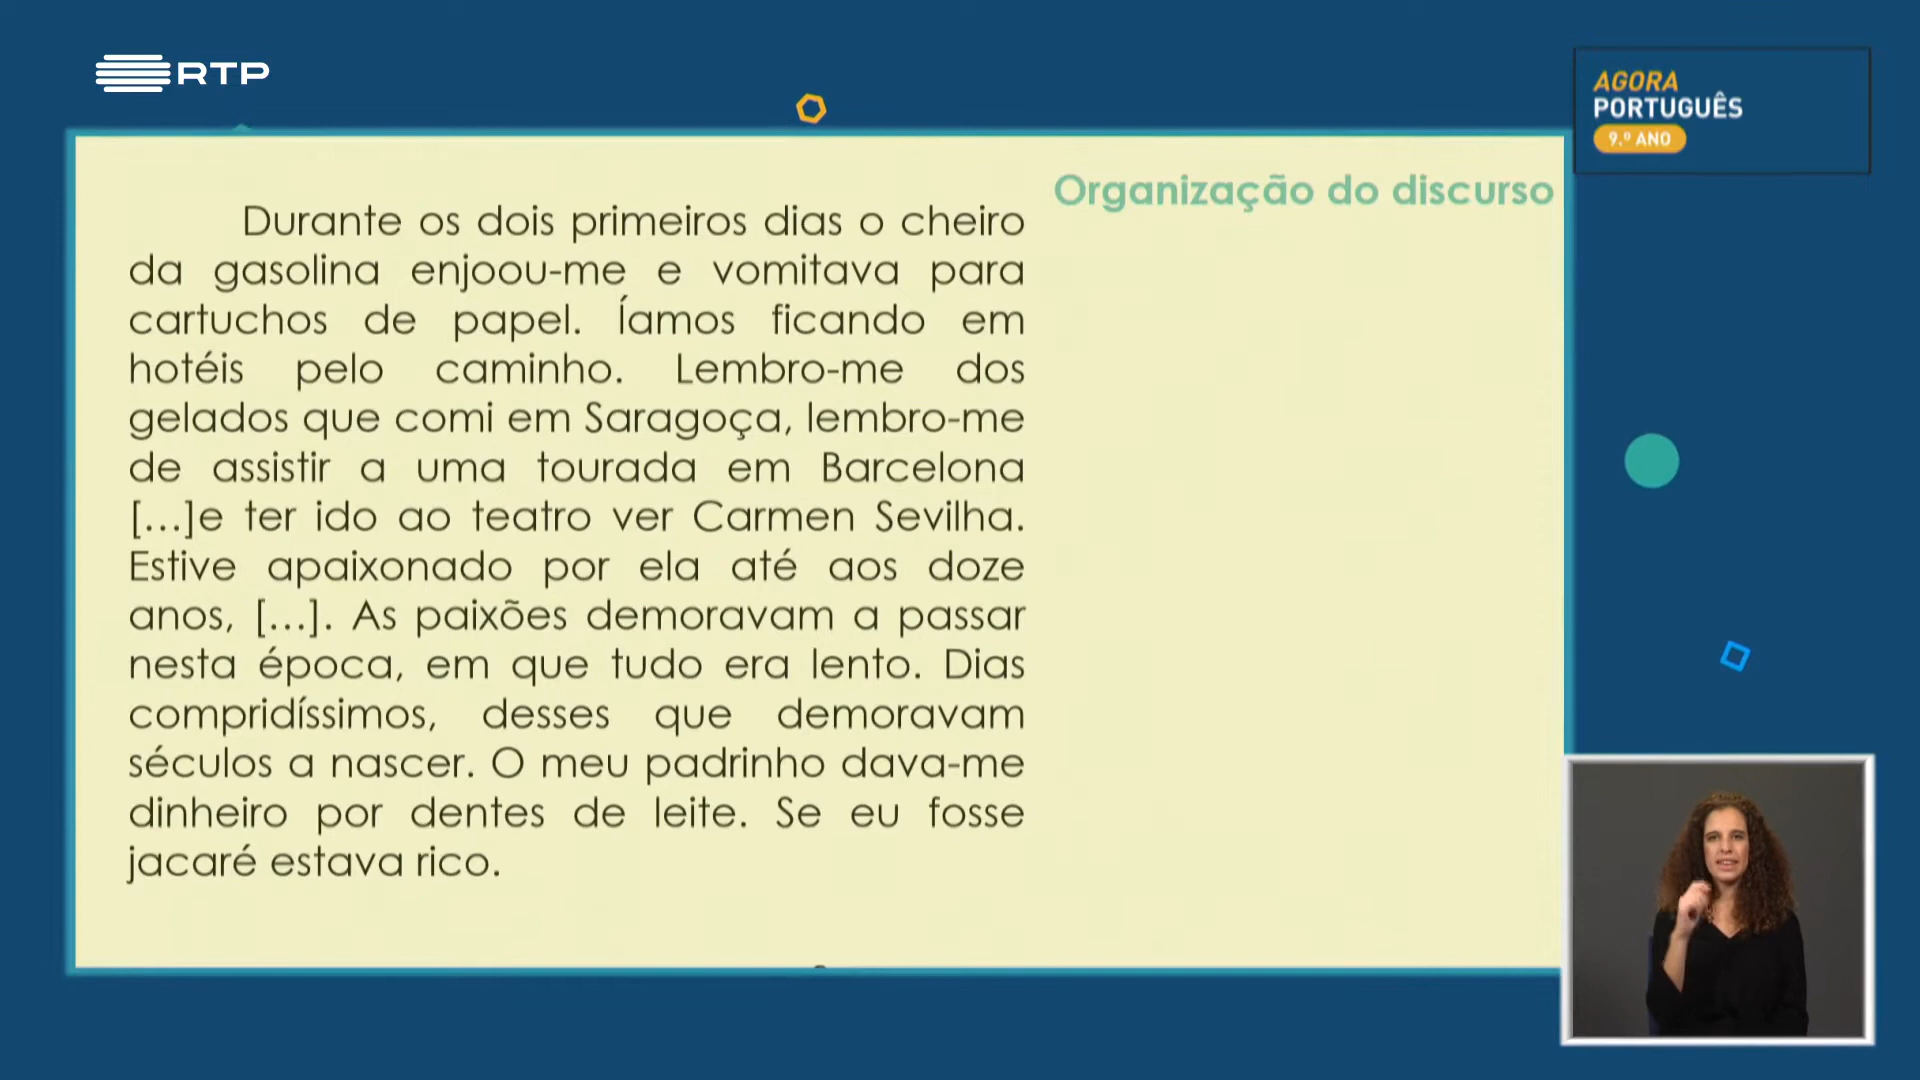 RTP
AGORA
PORTUGUÊS
9.º ANO
Organização do discurso
Durante os dois primeiros dias o cheiro
da gasolina enjoou-me e vomitava para
cartuchos de papel. Íamos ficando em
hotéis pelo caminho. Lembro-me dos
gelados que comi em Saragoça, lembro-me
de assistir a uma tourada em Barcelona
[...]e ter ido ao teatro ver Carmen Sevilha.
Estive apaixonado por ela até aos doze
anos, [...]. As paixões demoravam a passar
nesta época, em que tudo era lento. Dias
compridíssimos, desses que demoravam
séculos a nascer. O meu padrinho dava-me
dinheiro por dentes de leite. Se eu fosse
jacaré estava rico.